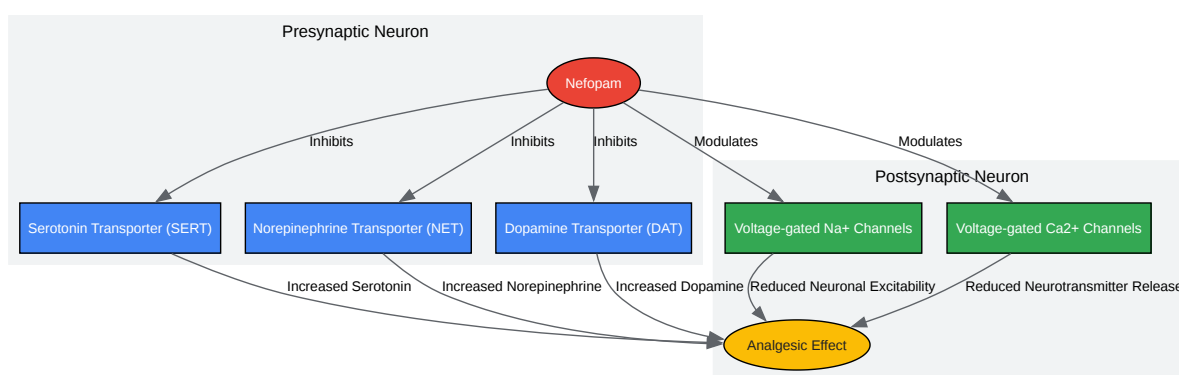 Presynaptic Neuron
Nefopam
Inhibits
Inhibits
Inhibits
Modulates
Modulates
Postsynaptic Neuron
Serotonin Transporter (SERT)
Norepinephrine Transporter (NET)
Dopamine Transporter (DAT)
Voltage-gated Na+ Channels
Voltage-gated Ca2+ Channels
Increased Serotonin
Increased Norepinephrine
Increased Dopamine
Reduced Neuronal Excitability
Reduced Neurotransmitter Release
Analgesic Effect